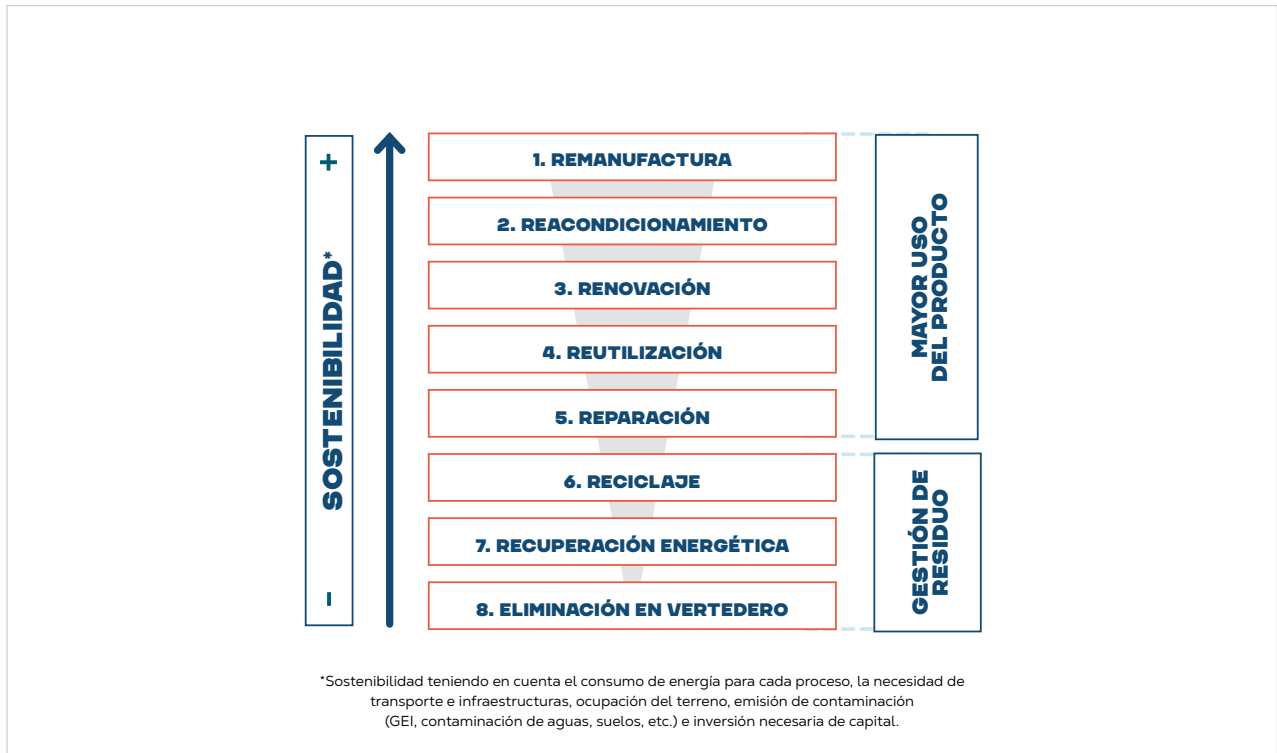 +
SOSTENIBILIDAD*
-
1. REMANUFACTURA
2. REACONDICIONAMIENTO
3. RENOVACIÓN
4. REUTILIZACIÓN
5. REPARACIÓN
6. RECICLAJE
7. RECUPERACIÓN ENERGÉTICA
8. ELIMINACIÓN EN VERTEDERO
MAYOR USO
DEL PRODUCTO
GESTIÓN DE
RESIDUO
*Sostenibilidad teniendo en cuenta el consumo de energía para cada proceso, la necesidad de
transporte e infraestructuras, ocupación del terreno, emisión de contaminación
(GEI, contaminación de aguas, suelos, etc.) e inversión necesaria de capital.